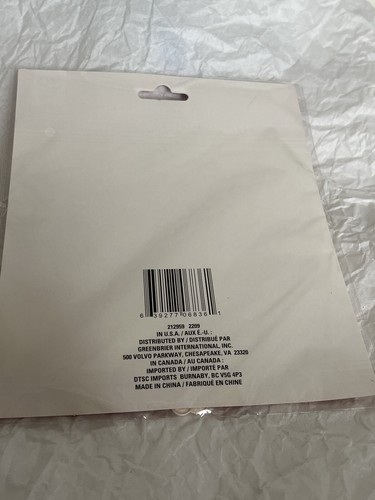 6 39277 06836 1
212959 2209
IN U.S.A. / AUX É.-U. :
DISTRIBUTED BY / DISTRIBUÉ PAR
GREENBRIER INTERNATIONAL, INC.
500 VOLVO PARKWAY, CHESAPEAKE, VA 23320
IN CANADA / AU CANADA :
IMPORTED BY / IMPORTÉ PAR
DTSC IMPORTS BURNABY, BC V5G 4P3
MADE IN CHINA / FABRIQUÉ EN CHINE